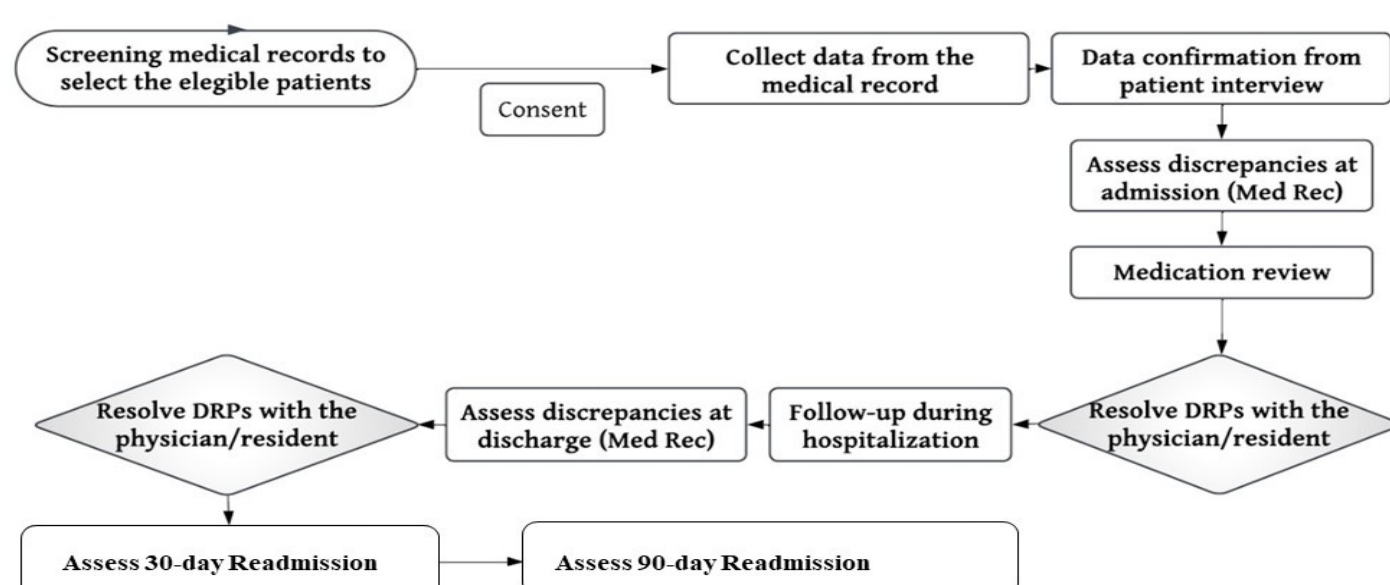 Screening medical records to
select the elegible patients
Consent
Collect data from the
medical record
Data confirmation from
patient interview
Assess discrepancies at
admission (Med Rec)
Medication review
Resolve DRPs with the
physician/resident
Follow-up during
hospitalization
Assess discrepancies at
discharge (Med Rec)
Resolve DRPs with the
physician/resident
Assess 30-day Readmission
Assess 90-day Readmission